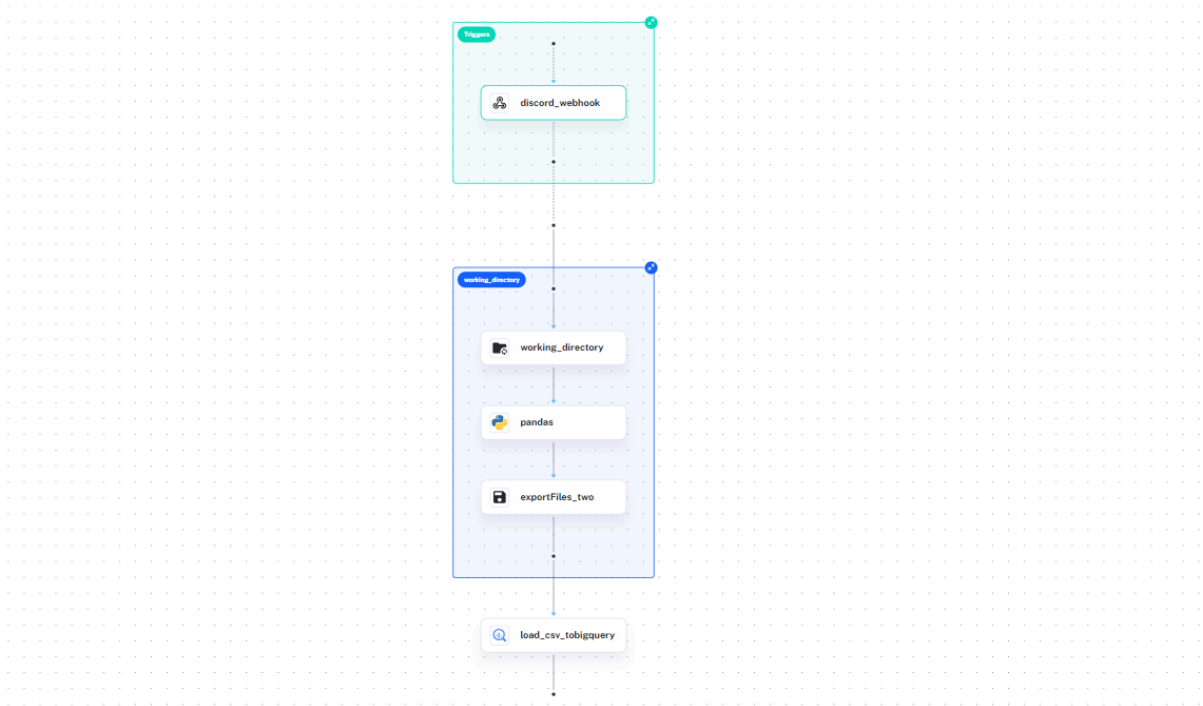 Triggers
discord_webhook
working_directory
working_directory
pandas
exportFiles_two
load_csv_tobigquery